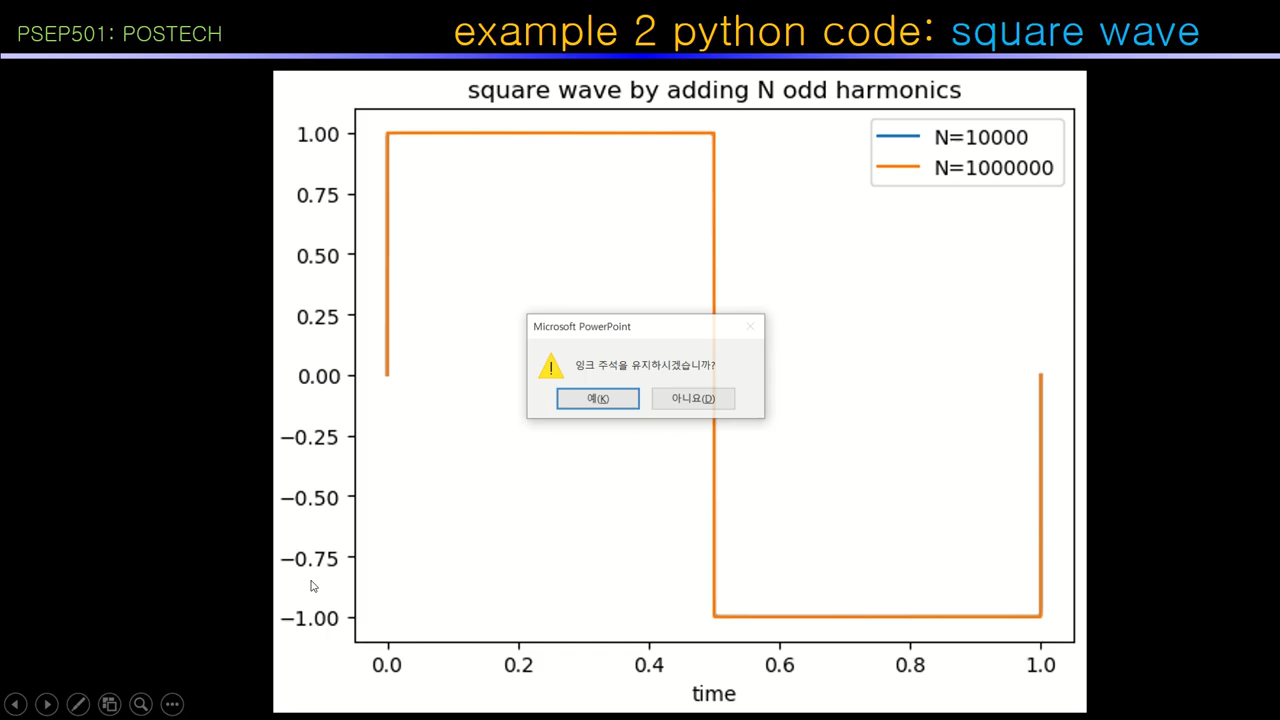 PSEP501: POSTECH
example 2 python code: square wave
square wave by adding N odd harmonics
N=10000
N=1000000
1.00
0.75
0.50
0.25
0.00
−0.25
−0.50
−0.75
−1.00
Microsoft PowerPoint
잉크 주석을 유지하시겠습니까?
예(K)
아니요(D)
0.0 0.2 0.4 0.6 0.8 1.0
time